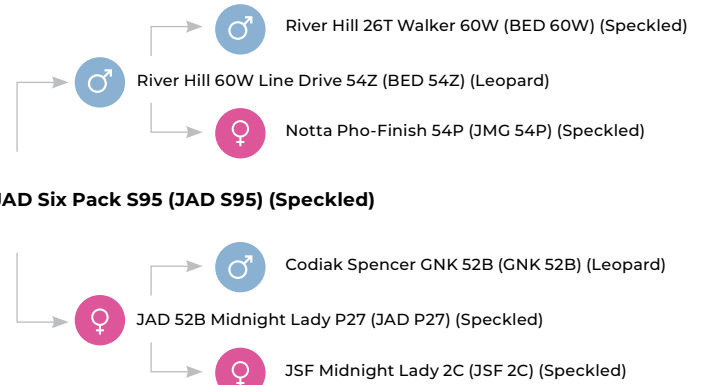 River Hill 26T Walker 60W (BED 60W) (Speckled)
River Hill 60W Line Drive 54Z (BED 54Z) (Leopard)
Notta Pho-Finish 54P (JMG 54P) (Speckled)
JAD Six Pack S95 (JAD S95) (Speckled)
Codiak Spencer GNK 52B (GNK 52B) (Leopard)
JAD 52B Midnight Lady P27 (JAD P27) (Speckled)
JSF Midnight Lady 2C (JSF 2C) (Speckled)